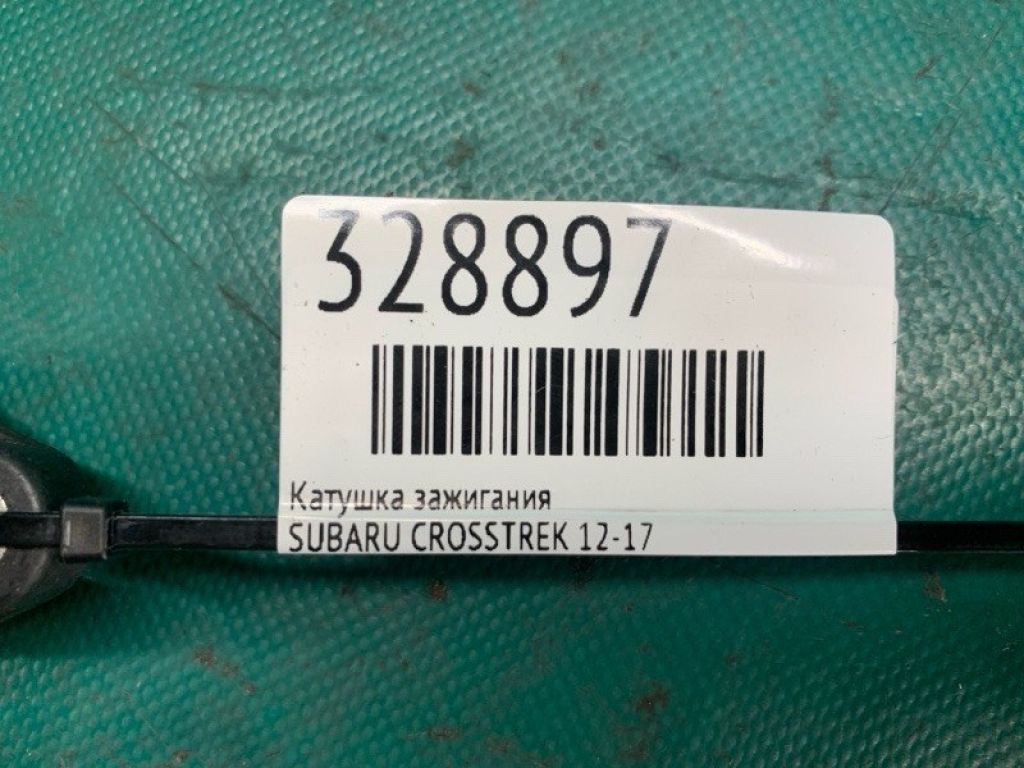 328897
Катушка зажигания
SUBARU CROSSTREK 12-17